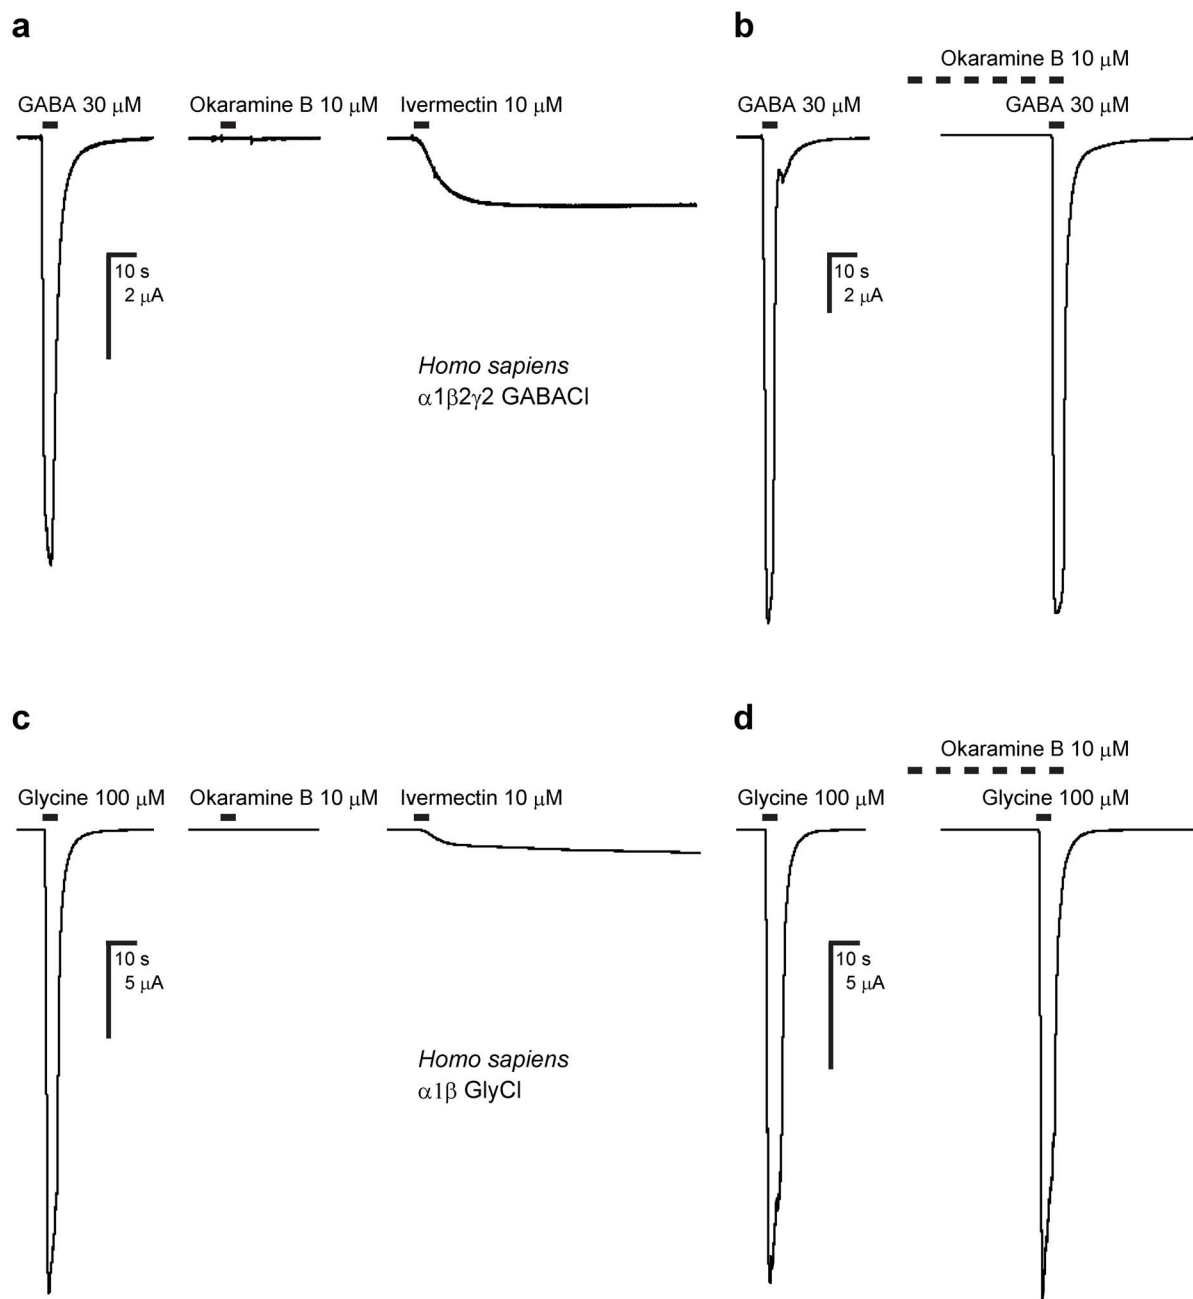 a
GABA 30 μM
Okaramine B 10 μM
Ivermectin 10 μM
10 s
2 μA
Homo sapiens
α1β2γ2 GABACl
b
Okaramine B 10 μM
GABA 30 μM
GABA 30 μM
10 s
2 μA
c
Glycine 100 μM
Okaramine B 10 μM
Ivermectin 10 μM
10 s
5 μA
Homo sapiens
α1β GlyCl
d
Okaramine B 10 μM
Glycine 100 μM
Glycine 100 μM
10 s
5 μA